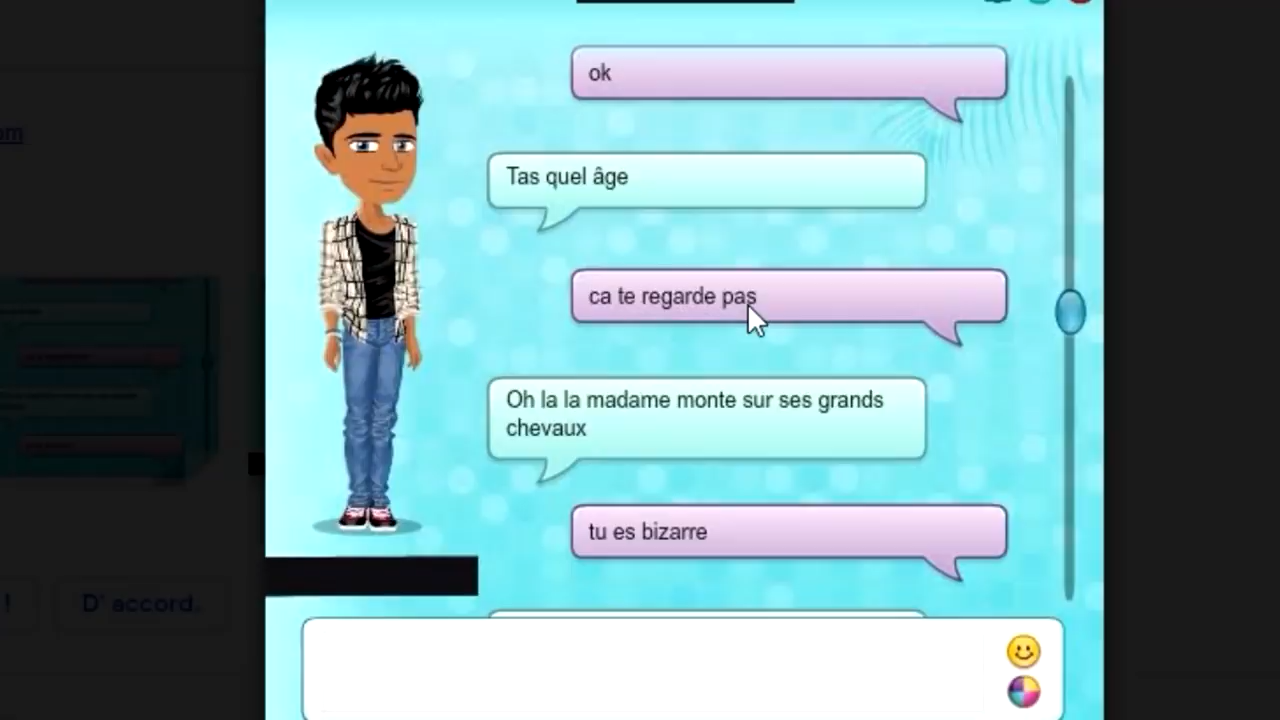 om
ok
Tas quel âge
ca te regarde pas
Oh la la madame monte sur ses grands
chevaux
tu es bizarre
!
D' accord.